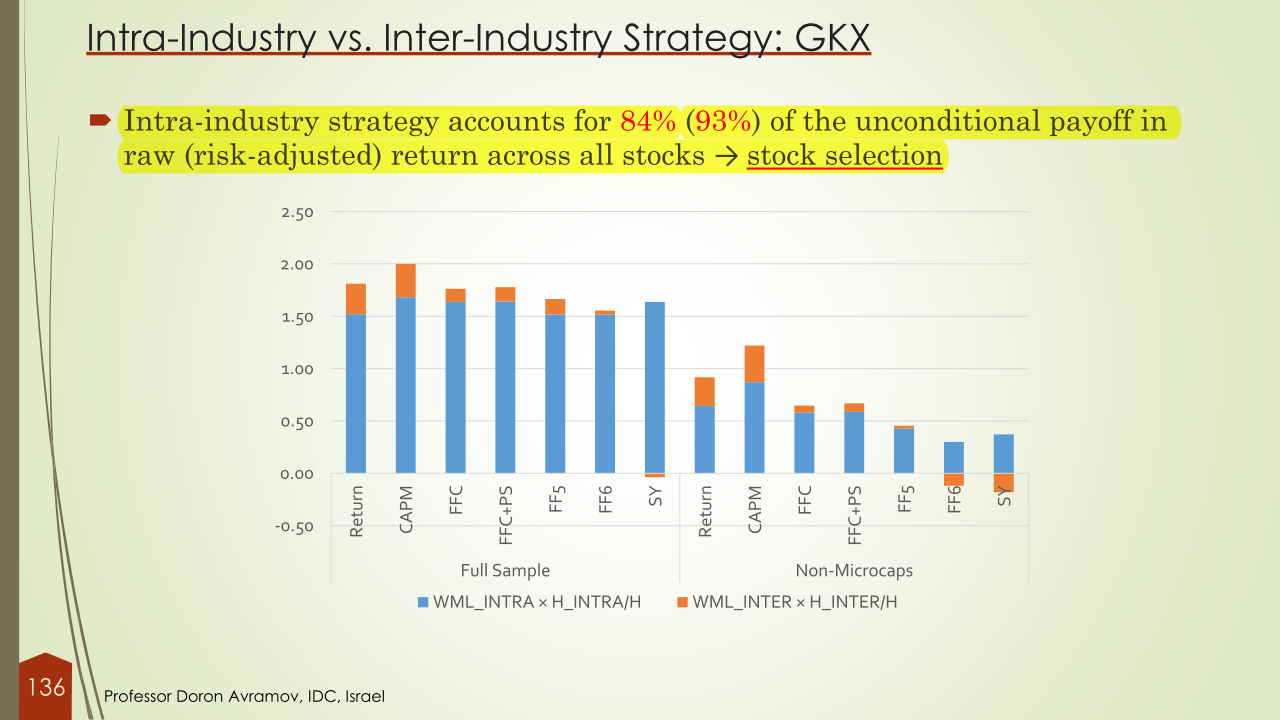 Intra-Industry vs. Inter-Industry Strategy: GKX
Intra-industry strategy accounts for 84% (93%) of the unconditional payoff in
raw (risk-adjusted) return across all stocks → stock selection
2.50
2.00
1.50
1.00
0.50
0.00
-0.50
Return
CAPM
FFC
FFC+PS
FF5
FF6
SY
Return
CAPM
FFC
FFC+PS
FF5
FF6
SY
Full Sample
Non-Microcaps
WML_INTRA × H_INTRA/H
WML_INTER × H_INTER/H
136
Professor Doron Avramov, IDC, Israel